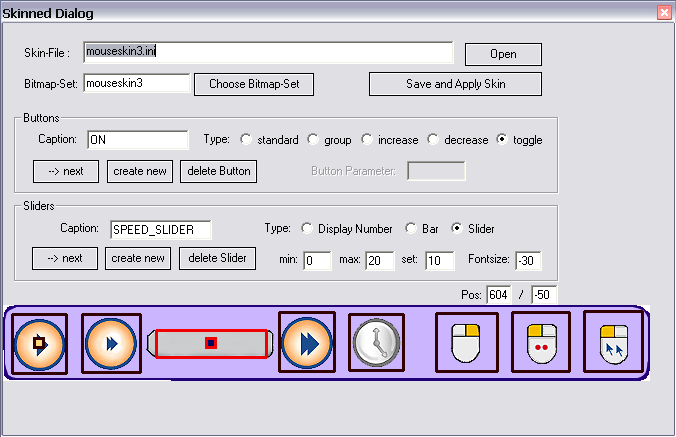 Skinned Dialog
Skin-File : mouseskin3.ini Open
Bitmap-Set: mouseskin3 Choose Bitmap-Set Save and Apply Skin
Buttons
Caption: ON Type: standard group increase decrease toggle
--> next create new delete Button Button Parameter:
Sliders
Caption: SPEED_SLIDER Type: Display Number Bar Slider
--> next create new delete Slider min: 0 max: 20 set: 10 Fontsize: -30
Pos: 604 / -50